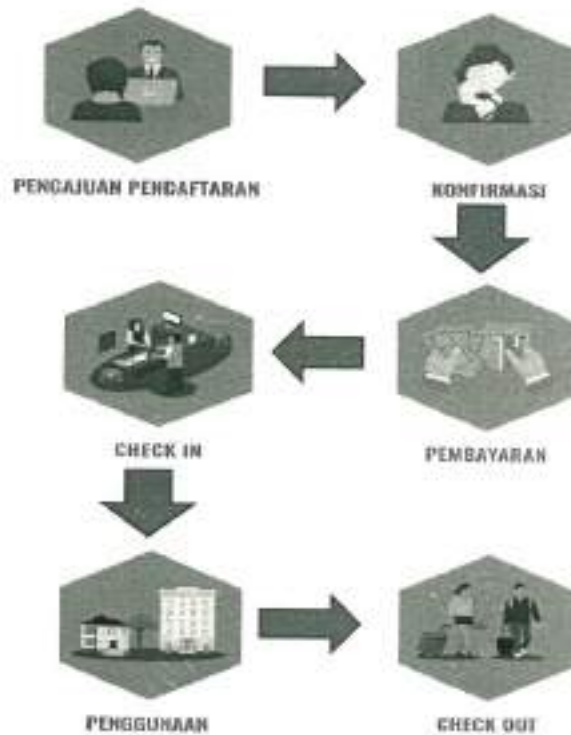 PENGAJUAN PENDAFTARAN
KONFIRMASI
PEMBAYARAN
CHECK IN
PENGGUNAAN
CHECK OUT